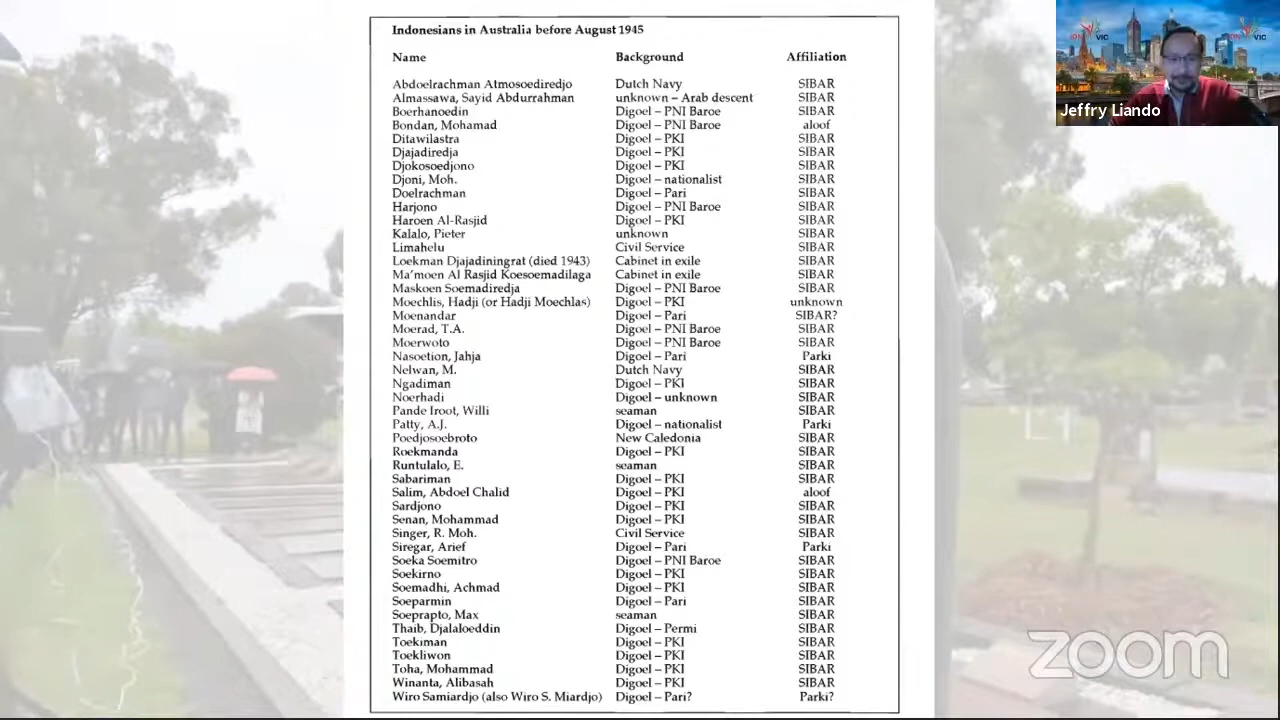 Indonesians in Australia before August 1945
Name Background Affiliation
Abdoelrachman Atmosoediredjo Dutch Navy SIBAR
Almassawa, Sayid Abdurrahman unknown – Arab descent SIBAR
Boerhanoedin Digoel – PNI Baroe SIBAR
Bondan, Mohamad Digoel – PNI Baroe aloof
Ditawilastra Digoel – PKI SIBAR
Djajadiredja Digoel – PKI SIBAR
Djokosoedjono Digoel – PKI SIBAR
Djoni, Moh. Digoel – nationalist SIBAR
Doelrachman Digoel – Pari SIBAR
Harjono Digoel – PNI Baroe SIBAR
Haroen Al-Rasjid Digoel – PKI SIBAR
Kalalo, Pieter unknown SIBAR
Limahelu Civil Service SIBAR
Loekman Djajadiningrat (died 1943) Cabinet in exile SIBAR
Ma'moen Al Rasjid Koesoemadilaga Cabinet in exile SIBAR
Maskoen Soemadiredja Digoel – PNI Baroe SIBAR
Moechlis, Hadji (or Hadji Moechlas) Digoel – PKI unknown
Moenandar Digoel – Pari SIBAR?
Moerad, T.A. Digoel – PNI Baroe SIBAR
Moerwoto Digoel – PNI Baroe SIBAR
Nasoetion, Jahja Digoel – Pari Parki
Nelwan, M. Dutch Navy SIBAR
Ngadiman Digoel – PKI SIBAR
Noerhadi Digoel – unknown SIBAR
Pande Iroot, Willi seaman SIBAR
Patty, A.J. Digoel – nationalist Parki
Poedjosoebroto New Caledonia SIBAR
Roekmanda Digoel – PKI SIBAR
Runtulalo, E. seaman SIBAR
Sabariman Digoel – PKI SIBAR
Salim, Abdoel Chalid Digoel – PKI aloof
Sardjono Digoel – PKI SIBAR
Senan, Mohammad Digoel – PKI SIBAR
Singer, R. Moh. Civil Service SIBAR
Siregar, Arief Digoel – Pari Parki
Soeka Soemitro Digoel – PNI Baroe SIBAR
Soekirno Digoel – PKI SIBAR
Soemadhi, Achmad Digoel – PKI SIBAR
Soeparmin Digoel – Pari SIBAR
Soeprapto, Max seaman SIBAR
Thaib, Djalaloeddin Digoel – Permi SIBAR
Toekiman Digoel – PKI SIBAR
Toekliwon Digoel – PKI SIBAR
Toha, Mohammad Digoel – PKI SIBAR
Winanta, Alibasah Digoel – PKI SIBAR
Wiro Samiardjo (also Wiro S. Miardjo) Digoel – Pari? Parki?
Jeffry Liando
zoom